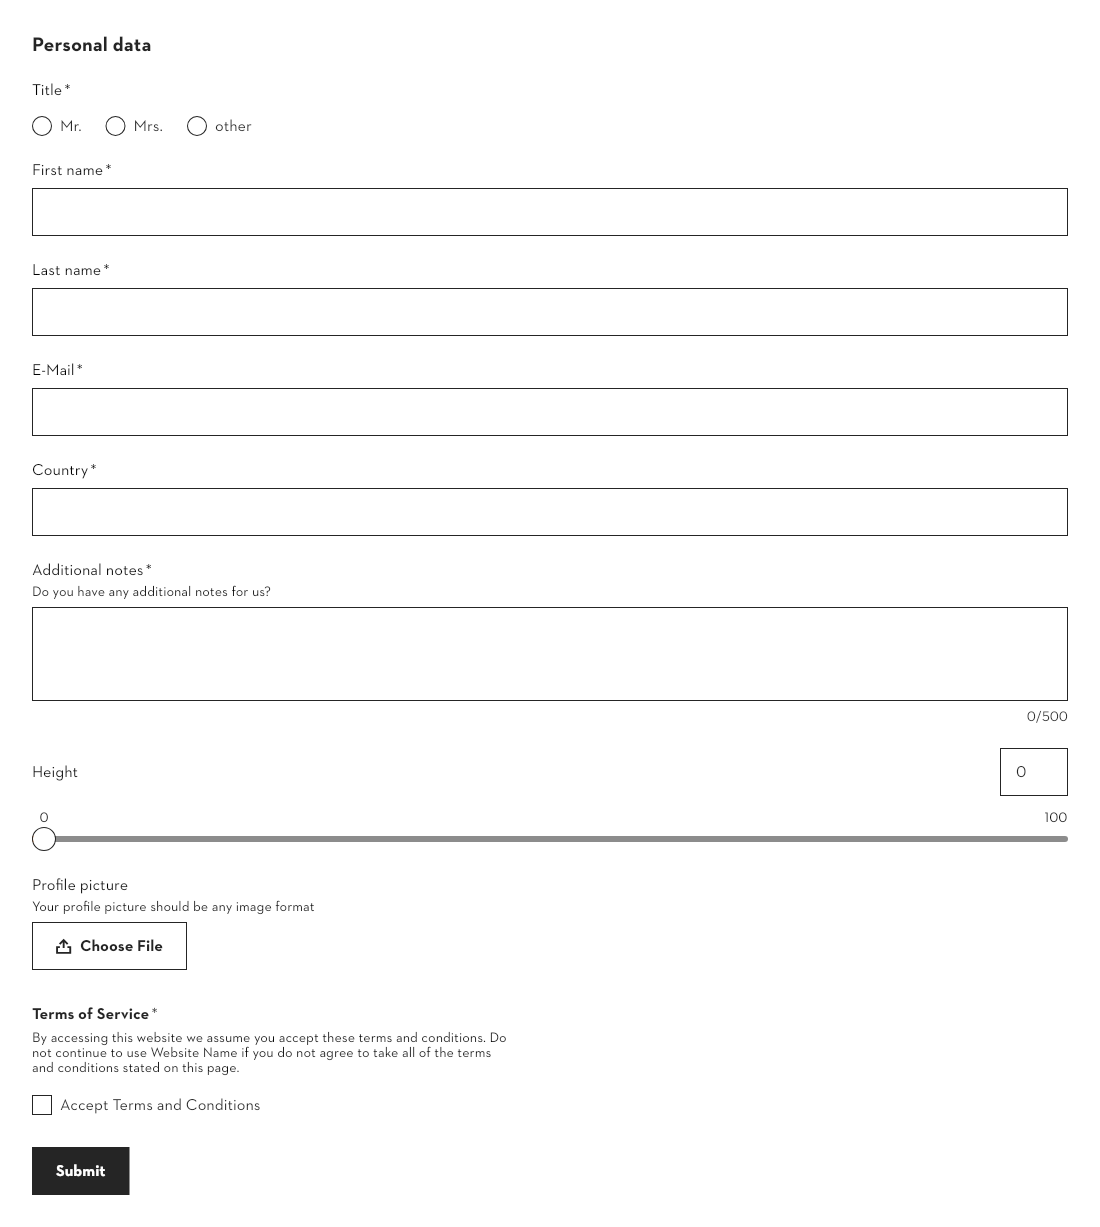 Personal data
Title*
Mr. Mrs. other
First name*
Last name*
E-Mail*
Country*
Additional notes*
Do you have any additional notes for us?
0/500
Height 0
0 100
Profile picture
Your profile picture should be any image format
Choose File
Terms of Service*
By accessing this website we assume you accept these terms and conditions. Do
not continue to use Website Name if you do not agree to take all of the terms
and conditions stated on this page.
Accept Terms and Conditions
Submit